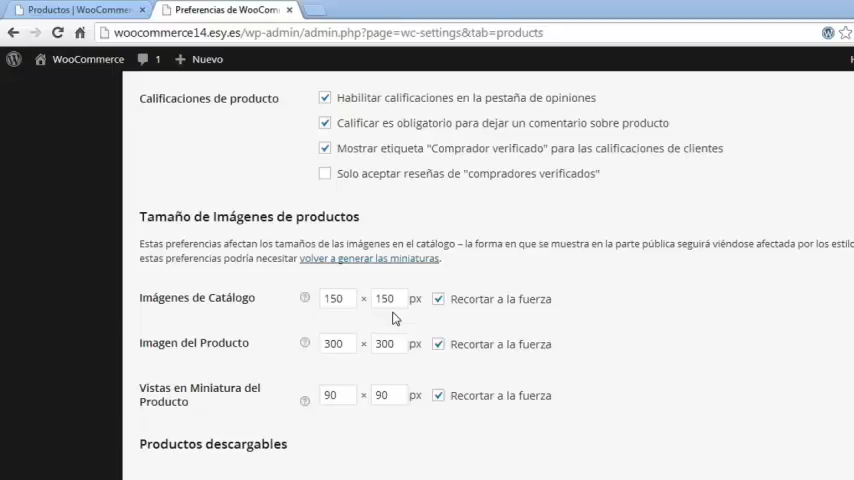 Productos | WooCommerc × Preferencias de WooComm ×
woocommerce14.esy.es/wp-admin/admin.php?page=wc-settings&tab=products
WooCommerce 1 + Nuevo
Calificaciones de producto
Habilitar calificaciones en la pestaña de opiniones
Calificar es obligatorio para dejar un comentario sobre producto
Mostrar etiqueta "Comprador verificado" para las calificaciones de clientes
Solo aceptar reseñas de "compradores verificados"
Tamaño de Imágenes de productos
Estas preferencias afectan los tamaños de las imágenes en el catálogo – la forma en que se muestra en la parte pública seguirá viéndose afectada por los estilo
estas preferencias podría necesitar volver a generar las miniaturas.
Imágenes de Catálogo 150 × 150 px Recortar a la fuerza
Imagen del Producto 300 × 300 px Recortar a la fuerza
Vistas en Miniatura del
Producto 90 × 90 px Recortar a la fuerza
Productos descargables